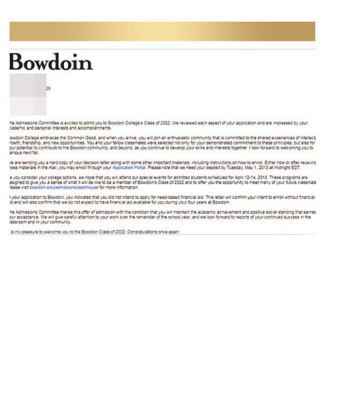 Bowdoin
he Admissions Committee is excited to admit you to Bowdoin College's Class of 2022. We reviewed each aspect of your application and are impressed by your
cademic and personal interests and accomplishments.
owdoin College embraces the Common Good, and when you arrive, you will join an enthusiastic community that is committed to the shared experiences of intellectu
rowth, friendship, and new opportunities. You and your fellow classmates were selected not only for your demonstrated commitment to these principles, but also for
our potential to contribute to the Bowdoin community, and beyond, as you continue to develop your skills and interests together. I look forward to welcoming you to
ampus next fall.
e are sending you a hard copy of your decision letter along with some other important materials, including instructions on how to enroll. Either now or after receiving
ose materials in the mail, you may enroll through your Application Portal. Please note that we need your deposit by Tuesday, May 1, 2018 at midnight EDT.
s you consider your college options, we hope that you will attend our special events for admitted students scheduled for April 12-14, 2018. These programs are
esigned to give you a sense of what it will be like to be a member of Bowdoin's Class of 2022 and to offer you the opportunity to meet many of your future classmate
lease visit bowdoin.edu/admissions/openhouse for more information.
your application to Bowdoin, you indicated that you did not intend to apply for need-based financial aid. This letter will confirm your intent to enroll without financial
id and will also confirm that we do not expect to have financial aid available for you during your four years at Bowdoin.
he Admissions Committee makes this offer of admission with the condition that you will maintain the academic achievement and positive social standing that earned
our acceptance. We will give careful attention to your work over the remainder of the school year, and we look forward to reports of your continued success in the
lassroom and in your community.
is my pleasure to welcome you to the Bowdoin Class of 2022. Congratulations once again